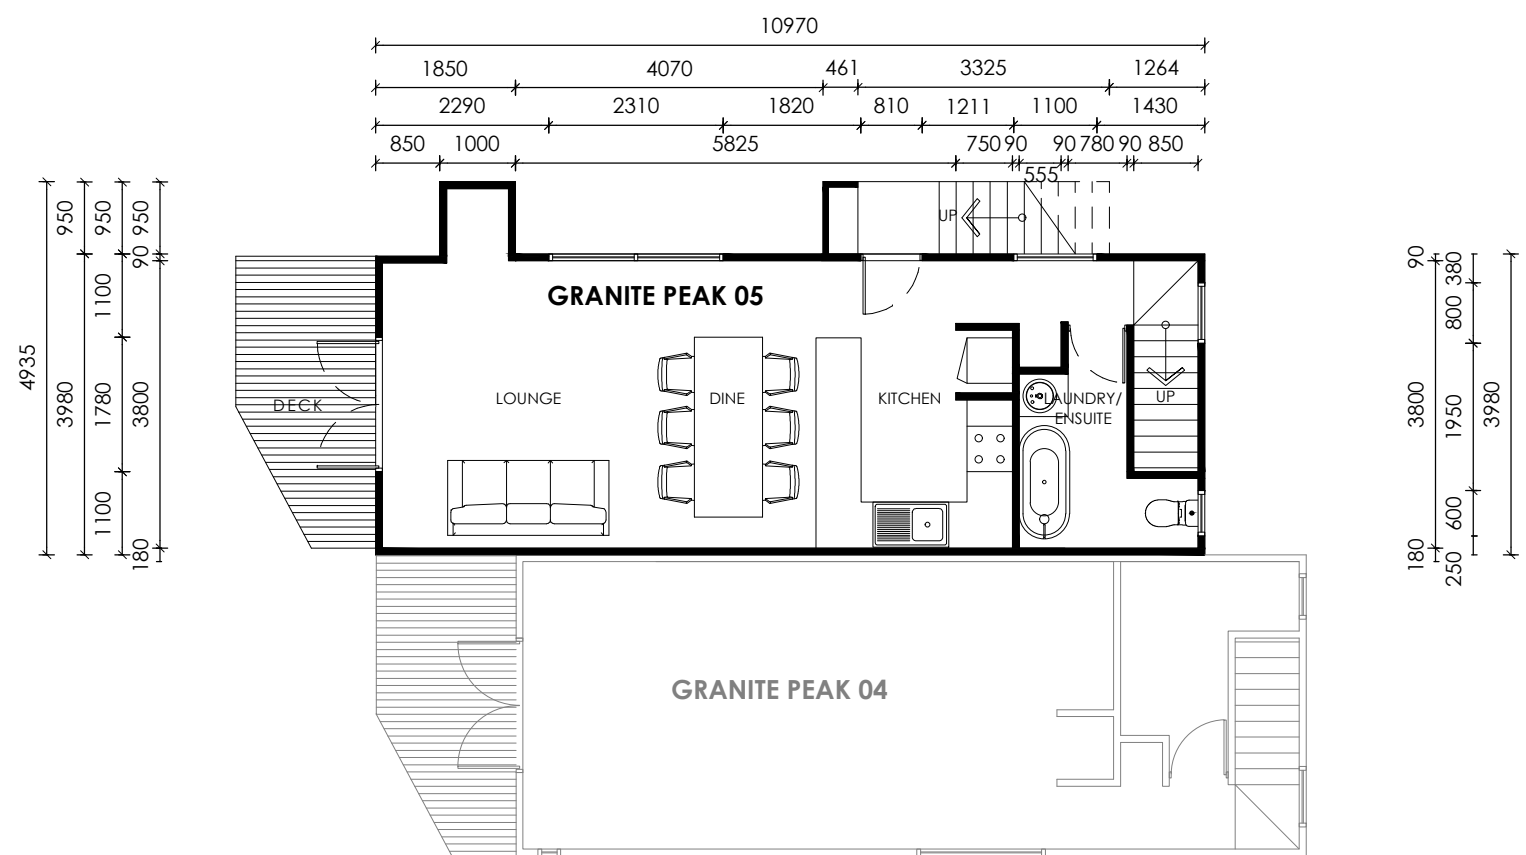 10970
1850 4070 461 3325 1264
2290 2310 1820 810 1211 1100 1430
850 1000 5825 750 90 90 780 90 850
555
4935
950
3980
950
1100
1780
1100
950
90
3800
180
UP
GRANITE PEAK 05
DECK
LOUNGE
DINE
KITCHEN
LAUNDRY/
ENSUITE
UP
90
3800
180
380
800
1950
600
250
3980
GRANITE PEAK 04